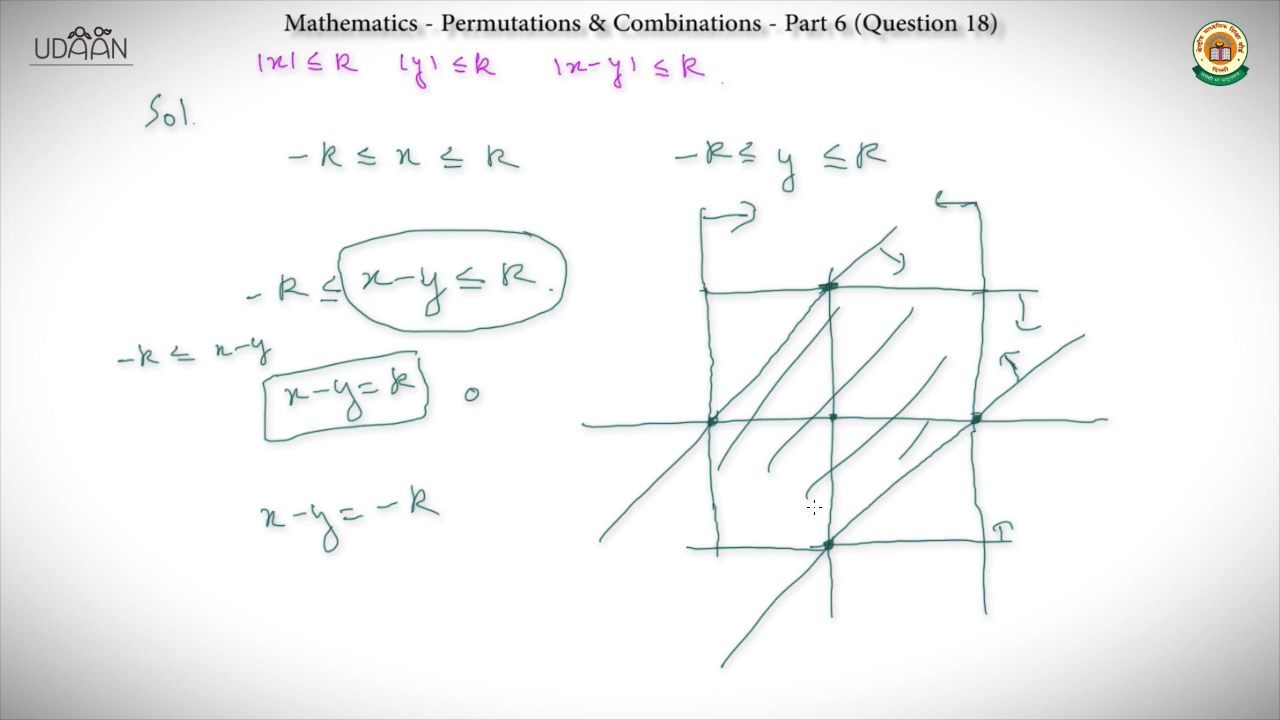 Mathematics - Permutations & Combinations - Part 6 (Question 18)
UDAAN
|x| ≤ k |y| ≤ k |x-y| ≤ k
Sol.
-k ≤ x ≤ k -k ≤ y ≤ k
-k ≤ x-y ≤ k.
-k ≤ x-y
x-y = k
x-y = -k